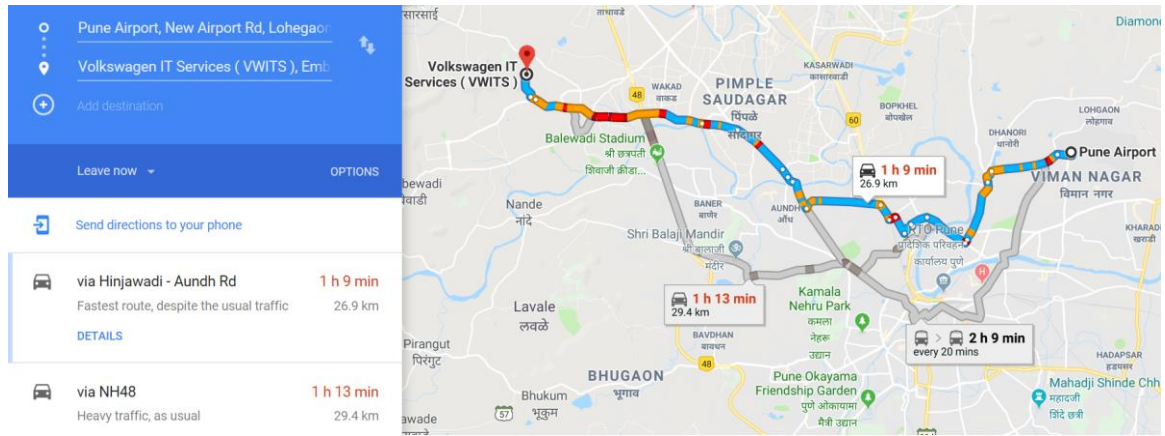 Pune Airport, New Airport Rd, Lohegaon
Volkswagen IT Services ( VWITS ), Emb
Add destination
Leave now
OPTIONS
Send directions to your phone
via Hinjawadi - Aundh Rd
1 h 9 min
Fastest route, despite the usual traffic
26.9 km
DETAILS
via NH48
1 h 13 min
Heavy traffic, as usual
29.4 km
ताथावडे
Diamond
Volkswagen IT
Services ( VWITS )
48
WAKAD
वाकड
PIMPLE
SAUDAGAR
पिंपळे
सौदागर
KASARWADI
कासारवाडी
60
BOPKHEL
बोपखेल
LOHGAON
लोहगाव
DHANORI
धानोरी
Pune Airport
VIMAN NAGAR
विमान नगर
Balewadi Stadium
श्री छत्रपती
शिवाजी क्रीडा...
1 h 9 min
26.9 km
Nande
नांदे
BANER
बाणेर
AUNDH
औंध
RTO Pune
प्रादेशिक परिवहन
कार्यालय पुणे
KHARADI
खराडी
Shri Balaji Mandir
श्री बालाजी
मंदीर
H
1 h 13 min
29.4 km
Kamala
Nehru Park
कमला
नेहरू
उद्यान
2 h 9 min
every 20 mins
Lavale
लवळे
Pirangut
पिरंगुट
BAVDHAN
बावधन
48
HADAPSAR
हडपसर
BHUGAON
भूगाव
Bhukum
भूकुम
57
Pune Okayama
Friendship Garden
पुणे ओकायामा
मैत्री उद्यान
Mahadji Shinde Chh
महादजी
शिंदे छत्री